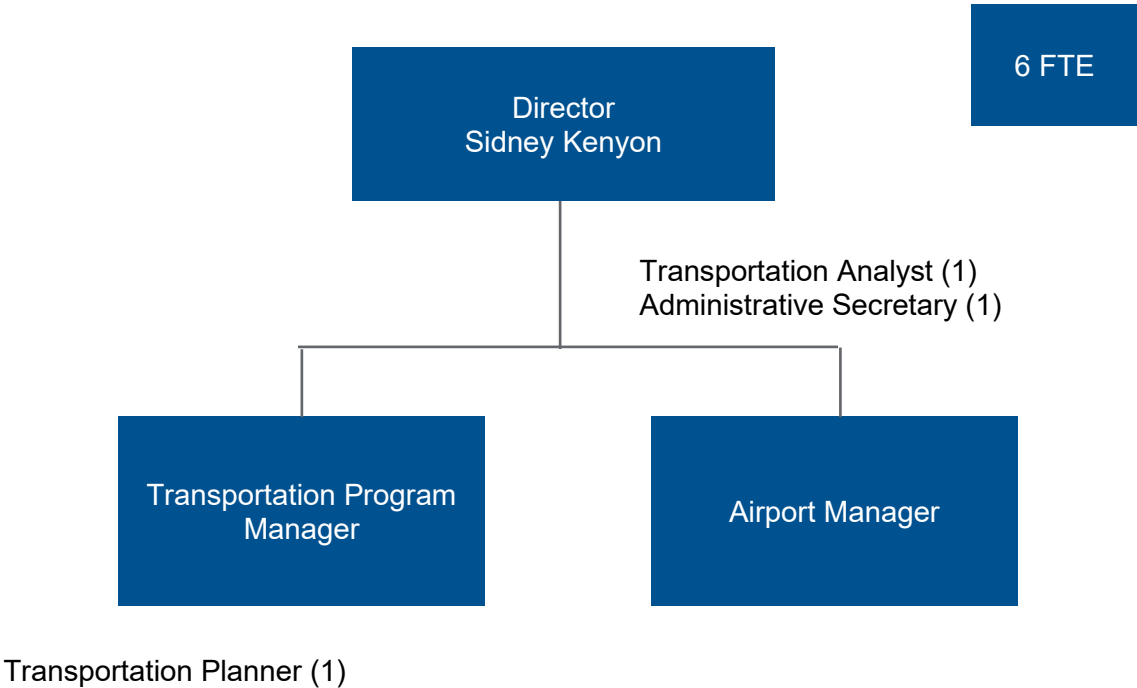 6 FTE
Director
Sidney Kenyon
Transportation Analyst (1)
Administrative Secretary (1)
Transportation Program
Manager
Airport Manager
Transportation Planner (1)